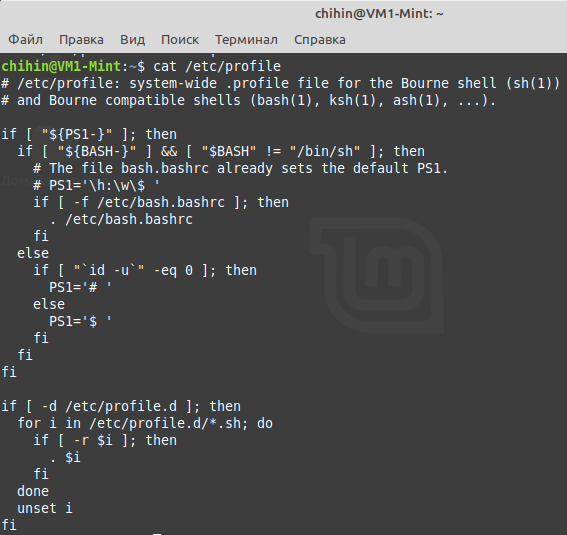 chihin@VM1-Mint: ~
Файл Правка Вид Поиск Терминал Справка
chihin@VM1-Mint:~$ cat /etc/profile
# /etc/profile: system-wide .profile file for the Bourne shell (sh(1))
# and Bourne compatible shells (bash(1), ksh(1), ash(1), ...).

if [ "${PS1-}" ]; then
  if [ "${BASH-}" ] && [ "$BASH" != "/bin/sh" ]; then
    # The file bash.bashrc already sets the default PS1.
    # PS1='\h:\w\$ '
    if [ -f /etc/bash.bashrc ]; then
      . /etc/bash.bashrc
    fi
  else
    if [ "`id -u`" -eq 0 ]; then
      PS1='# '
    else
      PS1='$ '
    fi
  fi
fi

if [ -d /etc/profile.d ]; then
  for i in /etc/profile.d/*.sh; do
    if [ -r $i ]; then
      . $i
    fi
  done
  unset i
fi